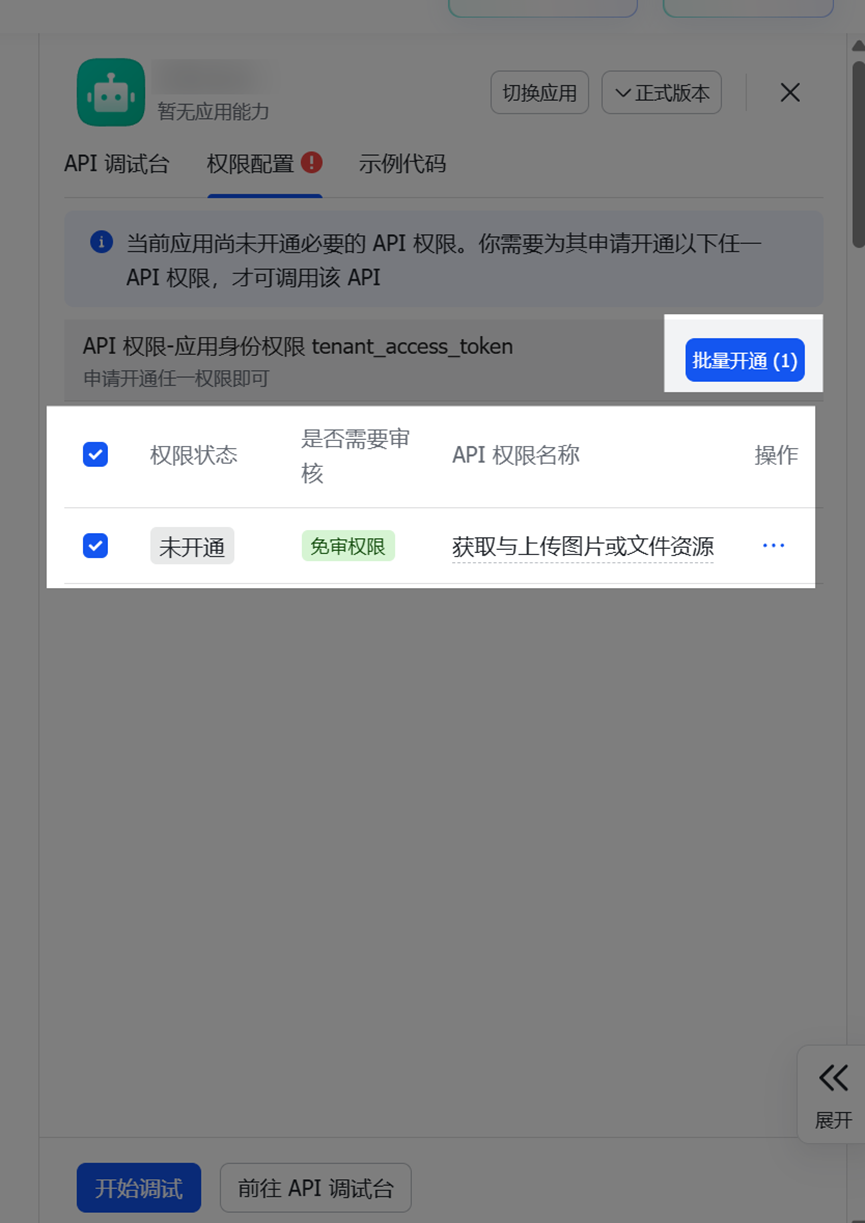 切换应用
正式版本
暂无应用能力
API 调试台
权限配置
示例代码
当前应用尚未开通必要的 API 权限。你需要为其申请开通以下任一
API 权限，才可调用该 API
API 权限-应用身份权限 tenant_access_token
申请开通任一权限即可
批量开通 (1)
权限状态
是否需要审
核
API 权限名称
操作
未开通
免审权限
获取与上传图片或文件资源
展开
开始调试
前往 API 调试台